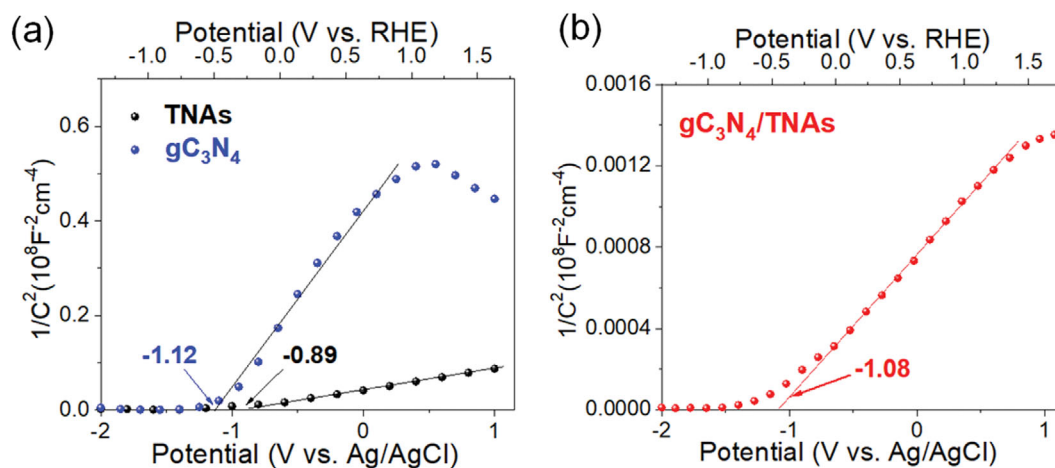 (a)
Potential (V vs. RHE)
-1.0 -0.5 0.0 0.5 1.0 1.5
TNAs
gC₃N₄
1/C²(10⁸F⁻²cm⁻⁴)
0.6
0.4
0.2
0.0
-1.12
-0.89
-2 -1 0 1
Potential (V vs. Ag/AgCl)
(b)
Potential (V vs. RHE)
-1.0 -0.5 0.0 0.5 1.0 1.5
gC₃N₄/TNAs
1/C²(10⁸F⁻²cm⁻⁴)
0.0016
0.0012
0.0008
0.0004
0.0000
-1.08
-2 -1 0 1
Potential (V vs. Ag/AgCl)